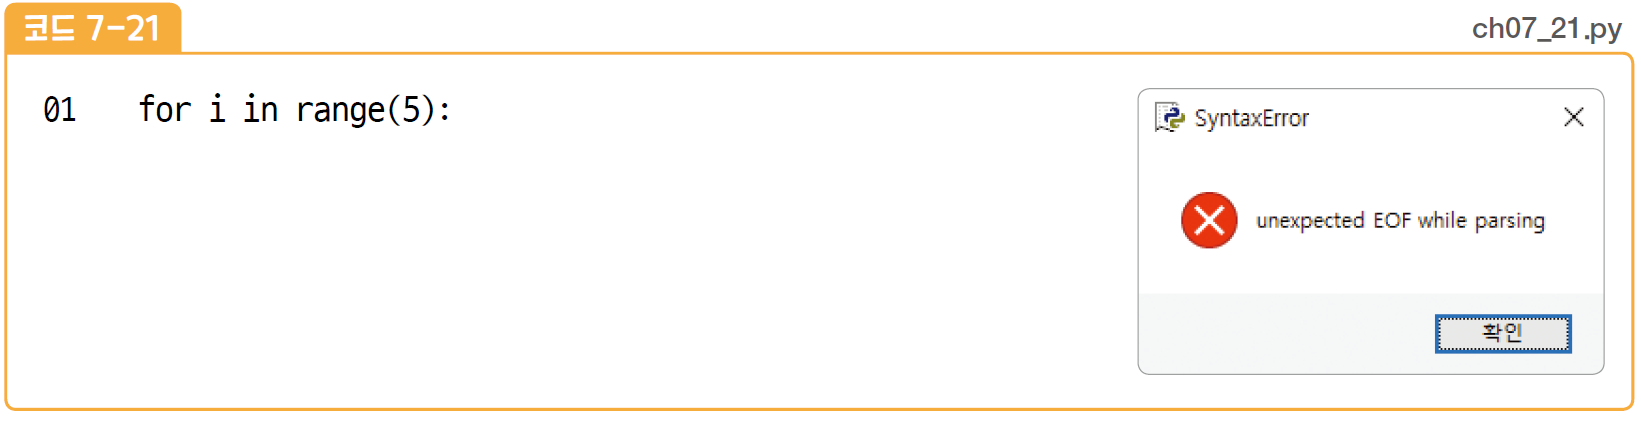 코드 7-21
ch07_21.py
01 for i in range(5):
SyntaxError
unexpected EOF while parsing
확인